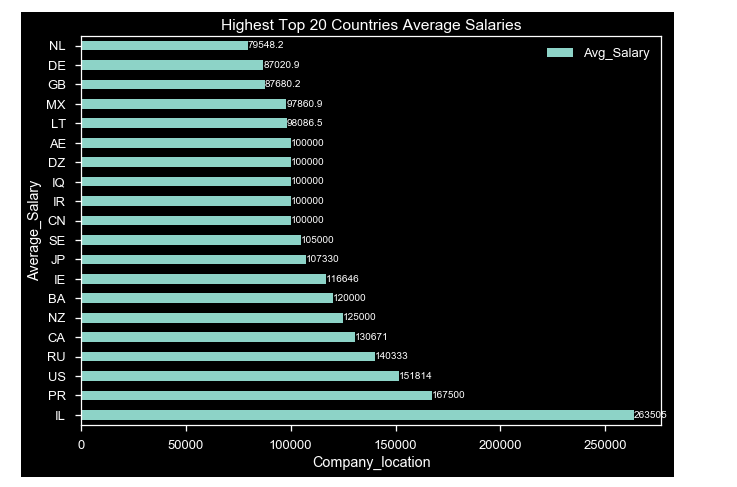 Highest Top 20 Countries Average Salaries
Avg_Salary
Average_Salary
NL 79548.2
DE 87020.9
GB 87680.2
MX 97860.9
LT 98086.5
AE 100000
DZ 100000
IQ 100000
IR 100000
CN 100000
SE 105000
JP 107330
IE 116646
BA 120000
NZ 125000
CA 130671
RU 140333
US 151814
PR 167500
IL 263505
0 50000 100000 150000 200000 250000
Company_location